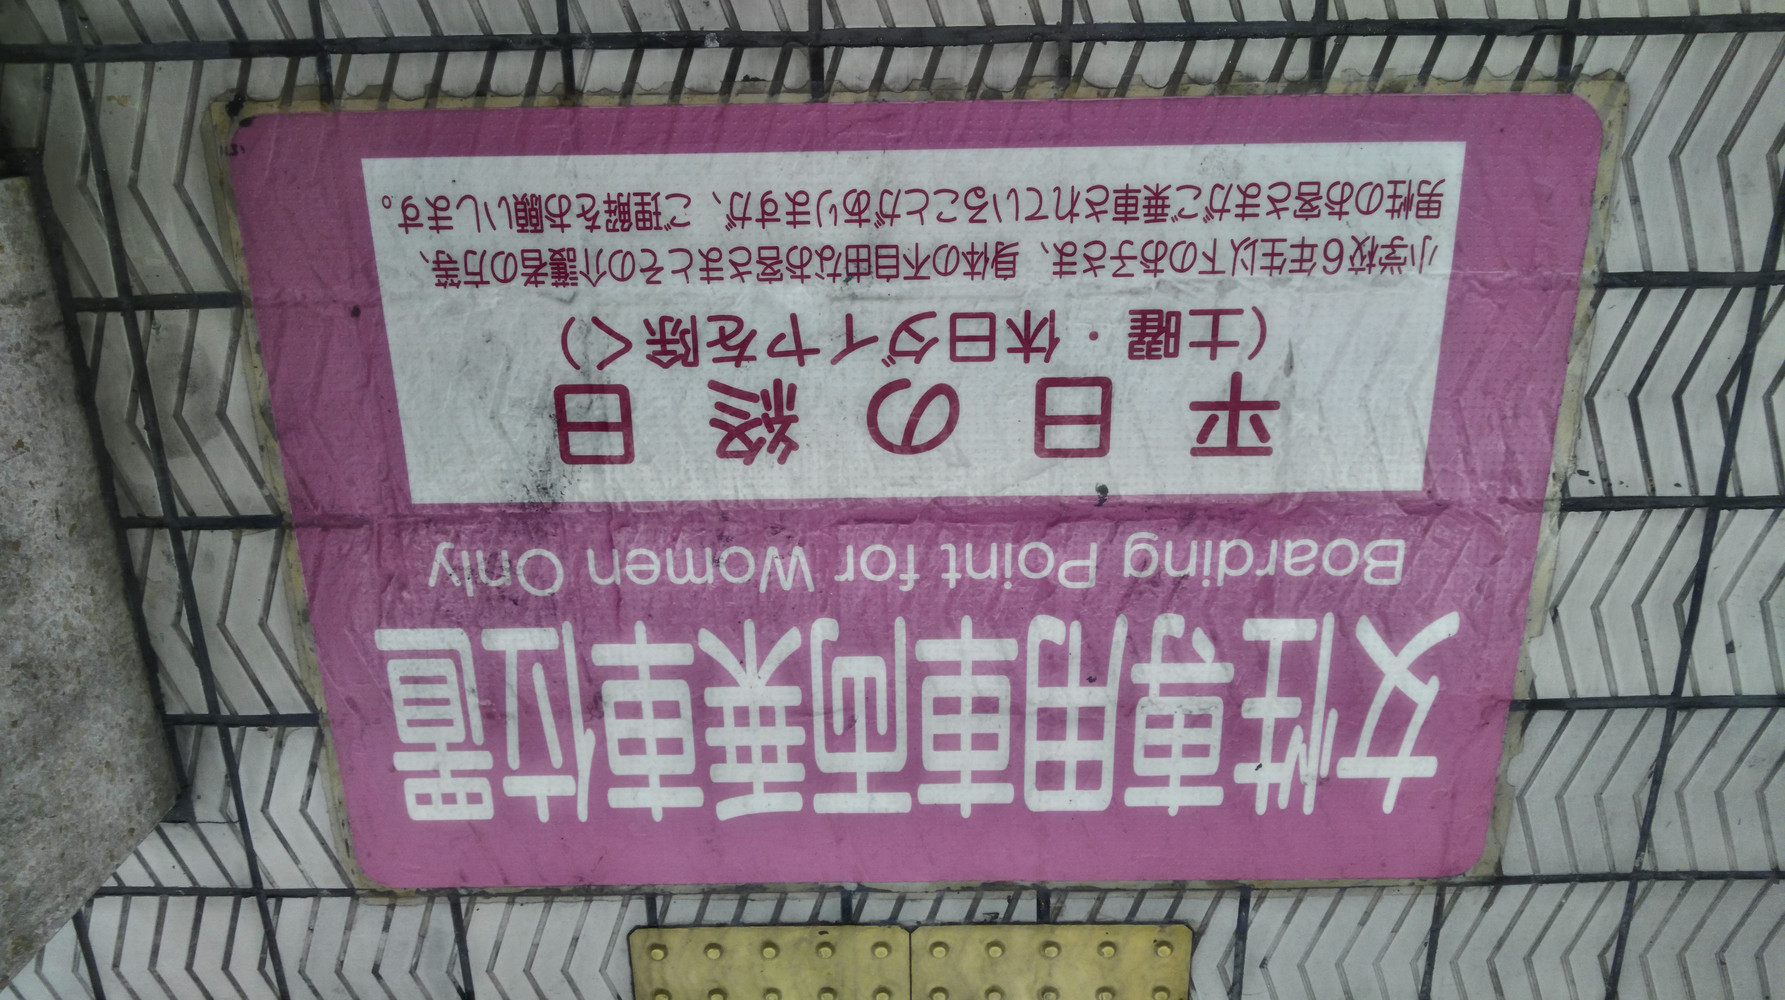 女性専用車両乗車位置
Boarding Point for Women Only
平日の終日
(土曜・休日ダイヤを除く)
小学校6年生以下のお子さま、身体の不自由なお客さまとその介護者の方等、
男性のお客さまがご乗車されていることがありますが、ご理解をお願いします。